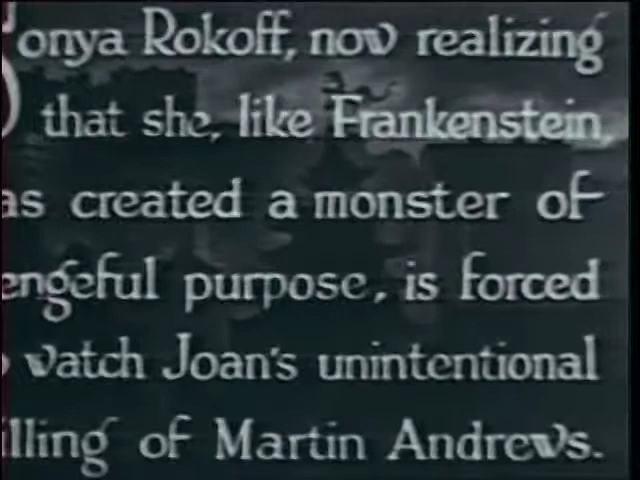 Sonya Rokoff, now realizing
that she, like Frankenstein,
as created a monster of
engeful purpose, is forced
o watch Joan's unintentional
illing of Martin Andrews.